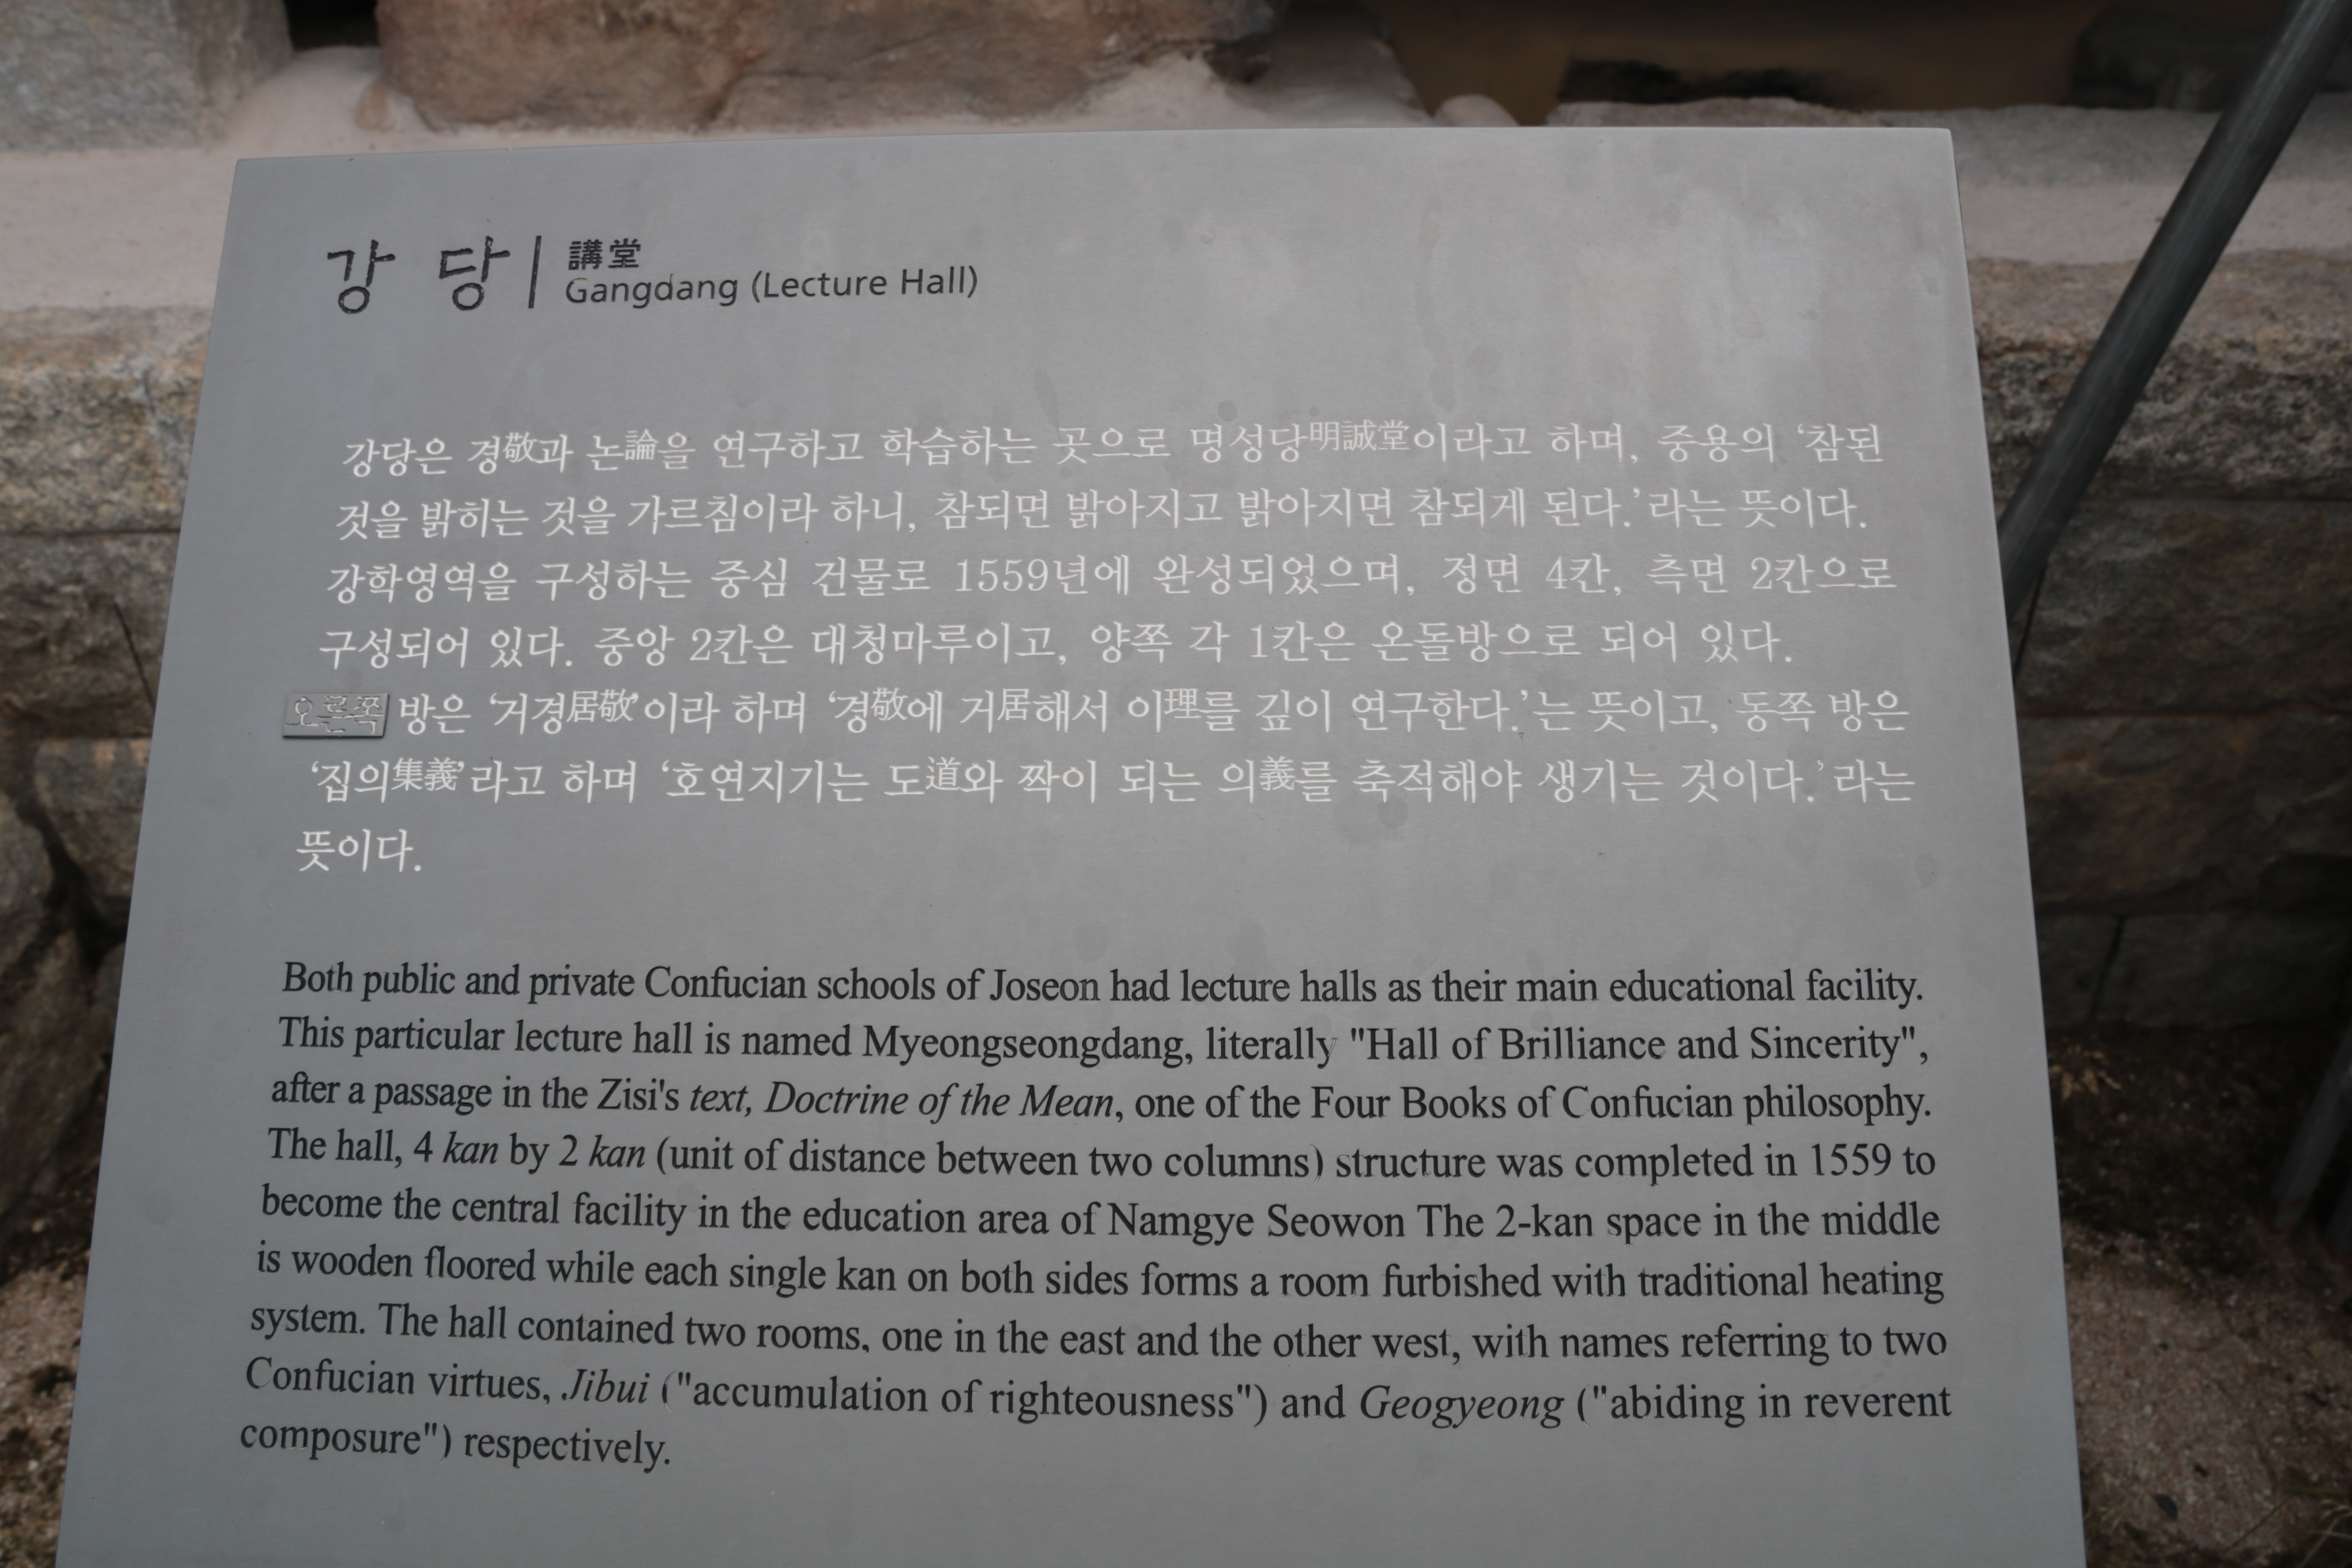 강 당
講堂
Gangdang (Lecture Hall)
강당은 경敬과 논論을 연구하고 학습하는 곳으로 명성당明誠堂이라고 하며, 중용의 ‘참된
것을 밝히는 것을 가르침이라 하니, 참되면 밝아지고 밝아지면 참되게 된다.’라는 뜻이다.
강학영역을 구성하는 중심 건물로 1559년에 완성되었으며, 정면 4칸, 측면 2칸으로
구성되어 있다. 중앙 2칸은 대청마루이고, 양쪽 각 1칸은 온돌방으로 되어 있다.
오른쪽 방은 ‘거경居敬’이라 하며 ‘경敬에 거居해서 이理를 깊이 연구한다.’는 뜻이고, 동쪽 방은
‘집의集義’라고 하며 ‘호연지기는 도道와 짝이 되는 의義를 축적해야 생기는 것이다.’라는
뜻이다.
Both public and private Confucian schools of Joseon had lecture halls as their main educational facility.
This particular lecture hall is named Myeongseongdang, literally "Hall of Brilliance and Sincerity",
after a passage in the Zisi's text, Doctrine of the Mean, one of the Four Books of Confucian philosophy.
The hall, 4 kan by 2 kan (unit of distance between two columns) structure was completed in 1559 to
become the central facility in the education area of Namgye Seowon The 2-kan space in the middle
is wooden floored while each single kan on both sides forms a room furbished with traditional heating
system. The hall contained two rooms, one in the east and the other west, with names referring to two
Confucian virtues, Jibui ("accumulation of righteousness") and Geogyeong ("abiding in reverent
composure") respectively.